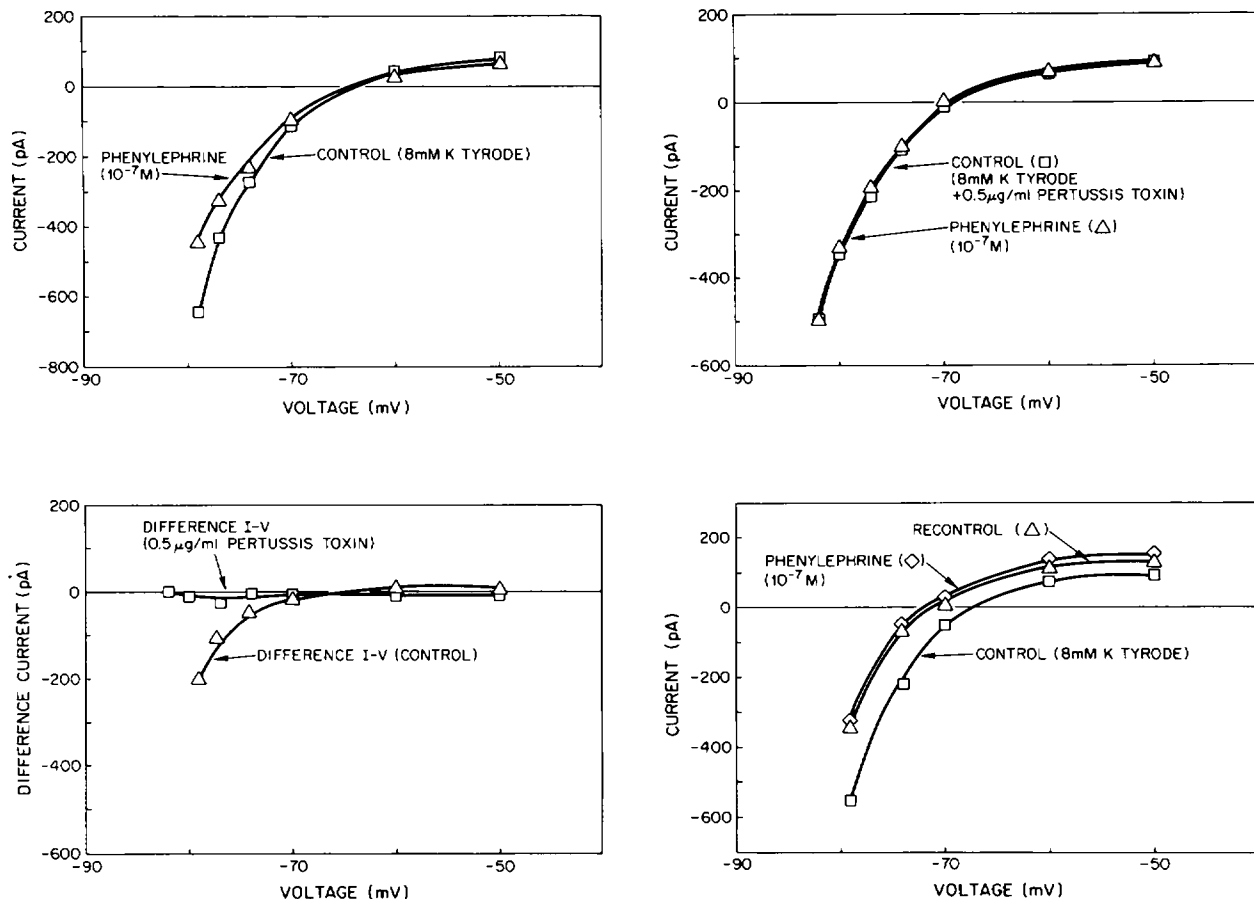 200
0
-200
-400
-600
-800
CURRENT (pA)
PHENYLEPHRINE
(10⁻⁷M)
CONTROL (8mM K TYRODE)
-90
-70
-50
VOLTAGE (mV)
200
0
-200
-400
-600
CURRENT (pA)
CONTROL (□)
(8mM K TYRODE
+0.5μg/ml PERTUSSIS TOXIN)
PHENYLEPHRINE (△)
(10⁻⁷M)
-90
-70
-50
VOLTAGE (mV)
200
0
-200
-400
-600
DIFFERENCE CURRENT (pA)
DIFFERENCE I-V
(0.5μg/ml PERTUSSIS TOXIN)
DIFFERENCE I-V (CONTROL)
-90
-70
-50
VOLTAGE (mV)
200
0
-200
-400
-600
CURRENT (pA)
RECONTROL (△)
PHENYLEPHRINE (◇)
(10⁻⁷M)
CONTROL (8mM K TYRODE)
-90
-70
-50
VOLTAGE (mV)